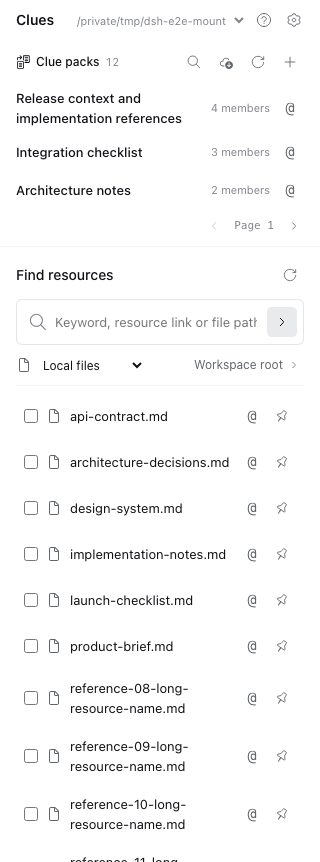 Clues /private/tmp/dsh-e2e-mount
Clue packs 12
Release context and
implementation references
4 members @
Integration checklist 3 members @
Architecture notes 2 members @
Page 1
Find resources
Keyword, resource link or file path
Local files Workspace root
api-contract.md @
architecture-decisions.md @
design-system.md @
implementation-notes.md @
launch-checklist.md @
product-brief.md @
reference-08-long-
resource-name.md @
reference-09-long-
resource-name.md @
reference-10-long-
resource-name.md @
reference-11-long-